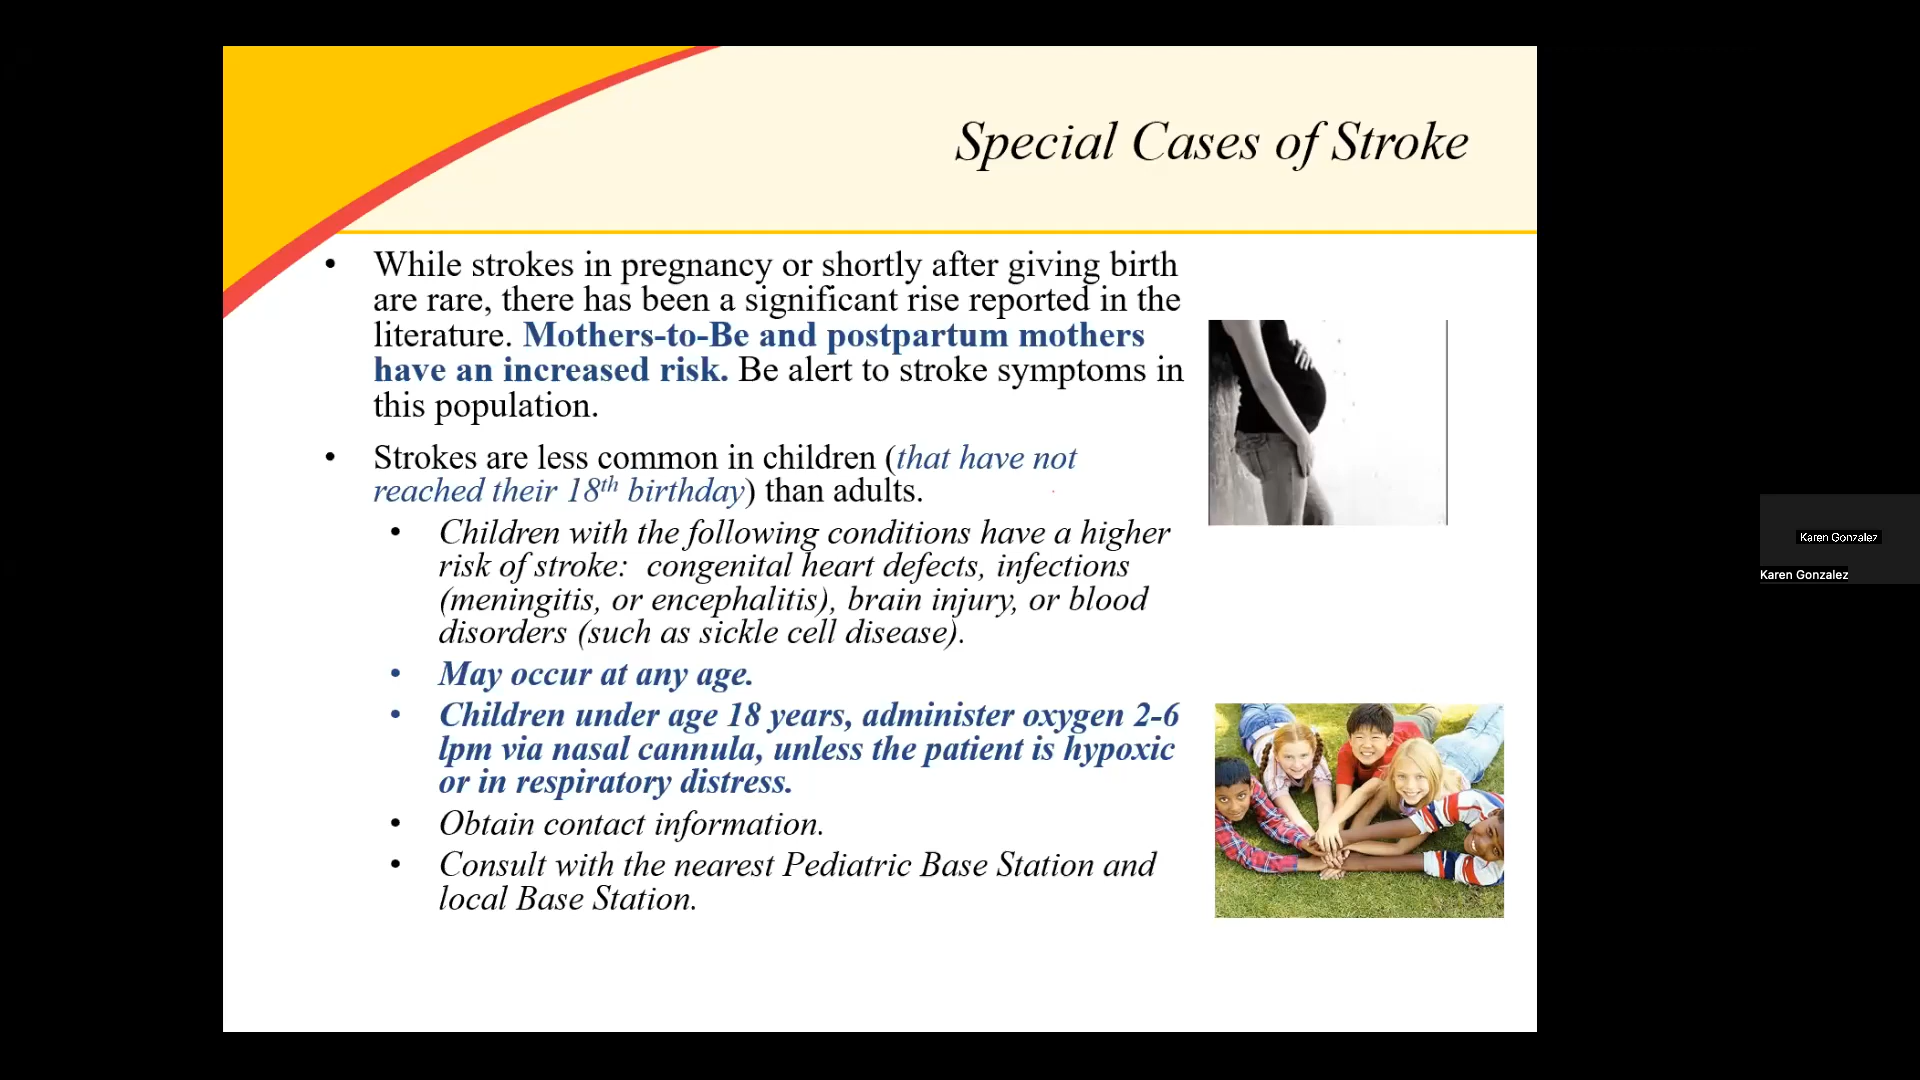 Special Cases of Stroke
• While strokes in pregnancy or shortly after giving birth
are rare, there has been a significant rise reported in the
literature. Mothers-to-Be and postpartum mothers
have an increased risk. Be alert to stroke symptoms in
this population.
• Strokes are less common in children (that have not
reached their 18th birthday) than adults.
• Children with the following conditions have a higher
risk of stroke:  congenital heart defects, infections
(meningitis, or encephalitis), brain injury, or blood
disorders (such as sickle cell disease).
• May occur at any age.
• Children under age 18 years, administer oxygen 2-6
lpm via nasal cannula, unless the patient is hypoxic
or in respiratory distress.
• Obtain contact information.
• Consult with the nearest Pediatric Base Station and
local Base Station.
Karen Gonzalez
Karen Gonzalez